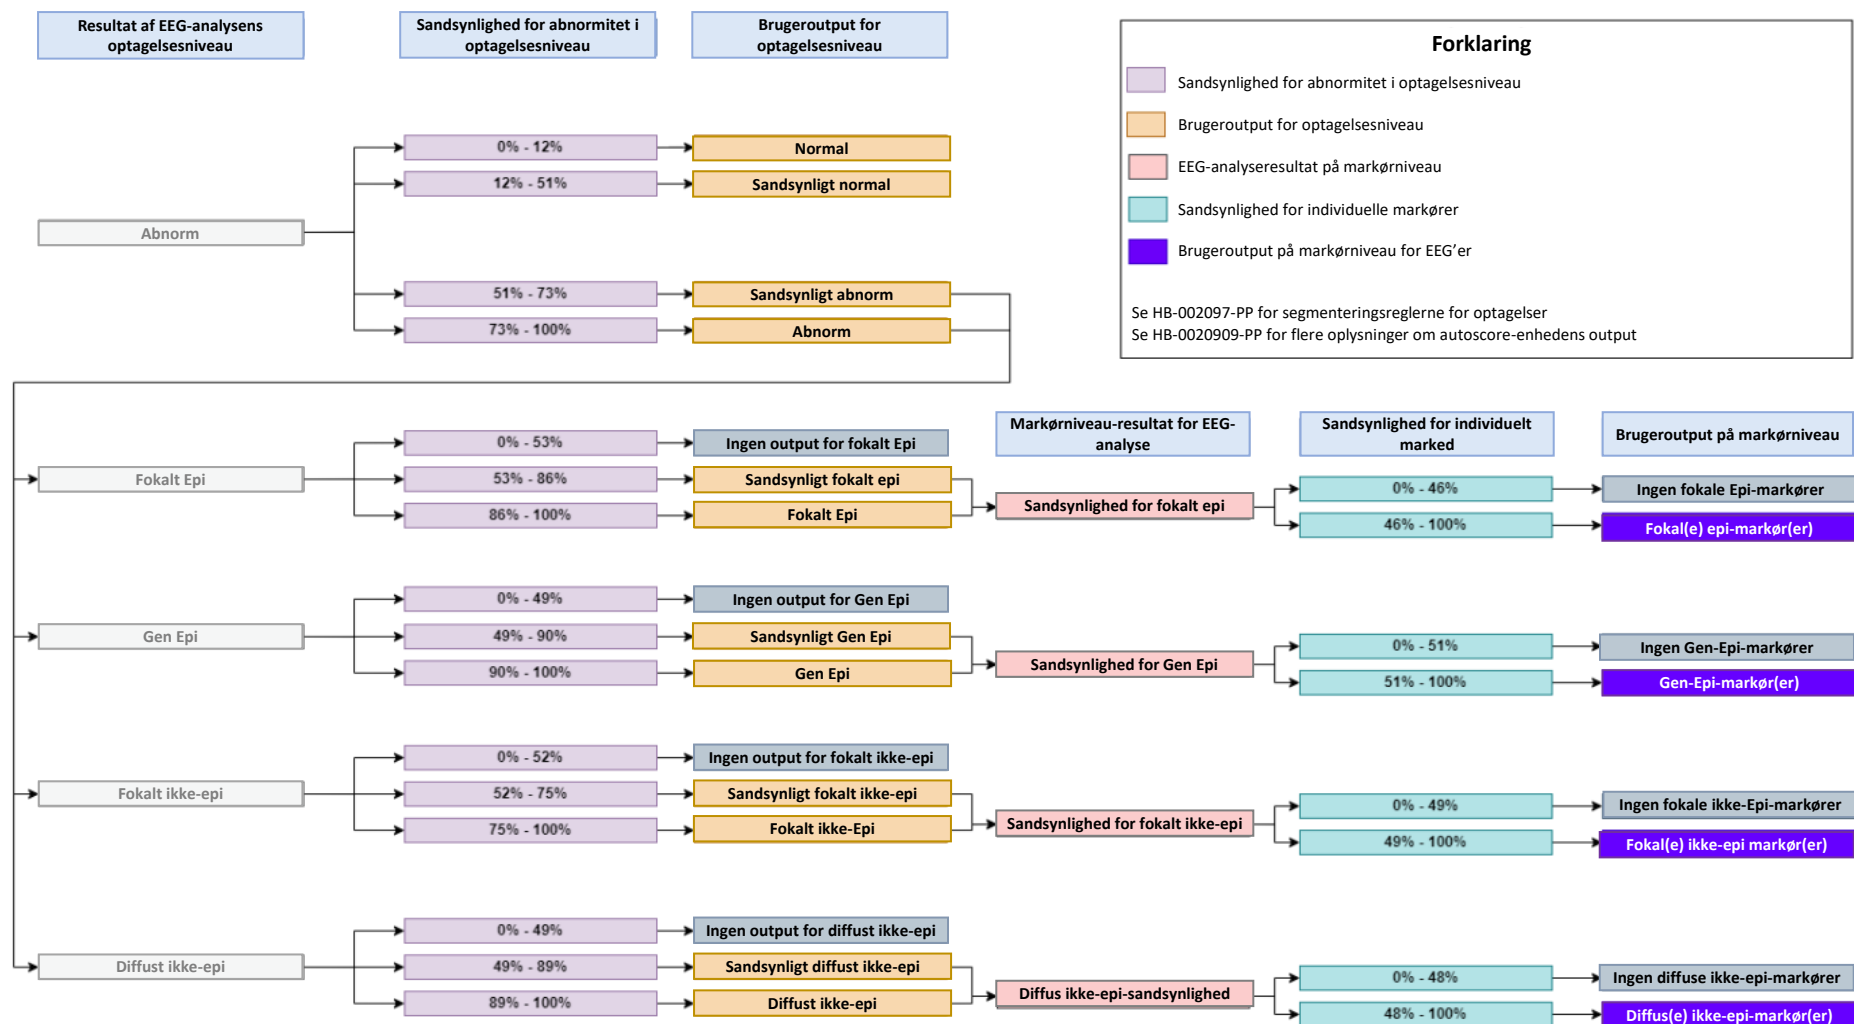 Resultat af EEG-analysens
optagelsesniveau
Sandsynlighed for abnormitet i
optagelsesniveau
Brugeroutput for
optagelsesniveau
Forklaring
Sandsynlighed for abnormitet i optagelsesniveau
Brugeroutput for optagelsesniveau
EEG-analyseresultat på markørniveau
Sandsynlighed for individuelle markører
Brugeroutput på markørniveau for EEG'er
Se HB-002097-PP for segmenteringsreglerne for optagelser
Se HB-0020909-PP for flere oplysninger om autoscore-enhedens output
Abnorm
0% - 12%
Normal
12% - 51%
Sandsynligt normal
51% - 73%
Sandsynligt abnorm
73% - 100%
Abnorm
Markørniveau-resultat for EEG-
analyse
Sandsynlighed for individuelt
marked
Brugeroutput på markørniveau
Fokalt Epi
0% - 53%
Ingen output for fokalt Epi
53% - 86%
Sandsynligt fokalt epi
86% - 100%
Fokalt Epi
Sandsynlighed for fokalt epi
0% - 46%
Ingen fokale Epi-markører
46% - 100%
Fokal(e) epi-markør(er)
Gen Epi
0% - 49%
Ingen output for Gen Epi
49% - 90%
Sandsynligt Gen Epi
90% - 100%
Gen Epi
Sandsynlighed for Gen Epi
0% - 51%
Ingen Gen-Epi-markører
51% - 100%
Gen-Epi-markør(er)
Fokalt ikke-epi
0% - 52%
Ingen output for fokalt ikke-epi
52% - 75%
Sandsynligt fokalt ikke-epi
75% - 100%
Fokalt ikke-Epi
Sandsynlighed for fokalt ikke-epi
0% - 49%
Ingen fokale ikke-Epi-markører
49% - 100%
Fokal(e) ikke-epi markør(er)
Diffust ikke-epi
0% - 49%
Ingen output for diffust ikke-epi
49% - 89%
Sandsynligt diffust ikke-epi
89% - 100%
Diffust ikke-epi
Diffus ikke-epi-sandsynlighed
0% - 48%
Ingen diffuse ikke-epi-markører
48% - 100%
Diffus(e) ikke-epi-markør(er)